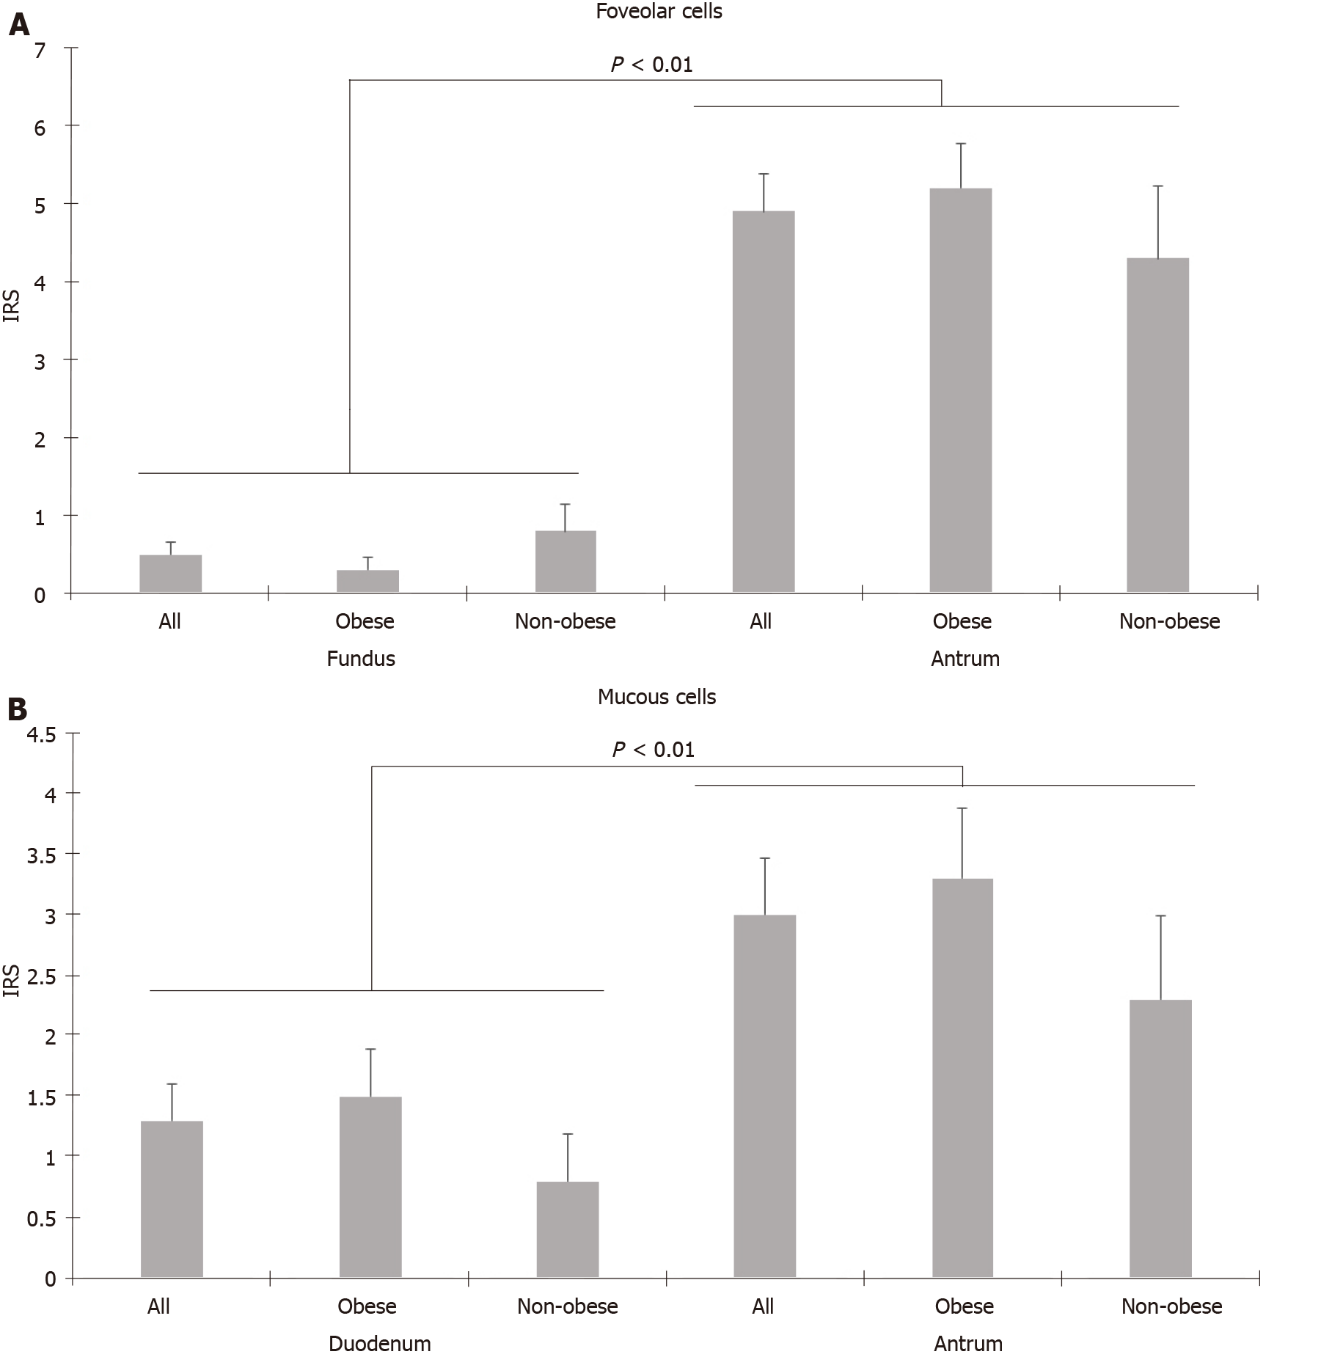 A
Foveolar cells
7
P < 0.01
6
5
4
IRS
3
2
1
0
All Obese Non-obese All Obese Non-obese
Fundus Antrum
B
Mucous cells
4.5
P < 0.01
4
3.5
3
IRS
2.5
2
1.5
1
0.5
0
All Obese Non-obese All Obese Non-obese
Duodenum Antrum